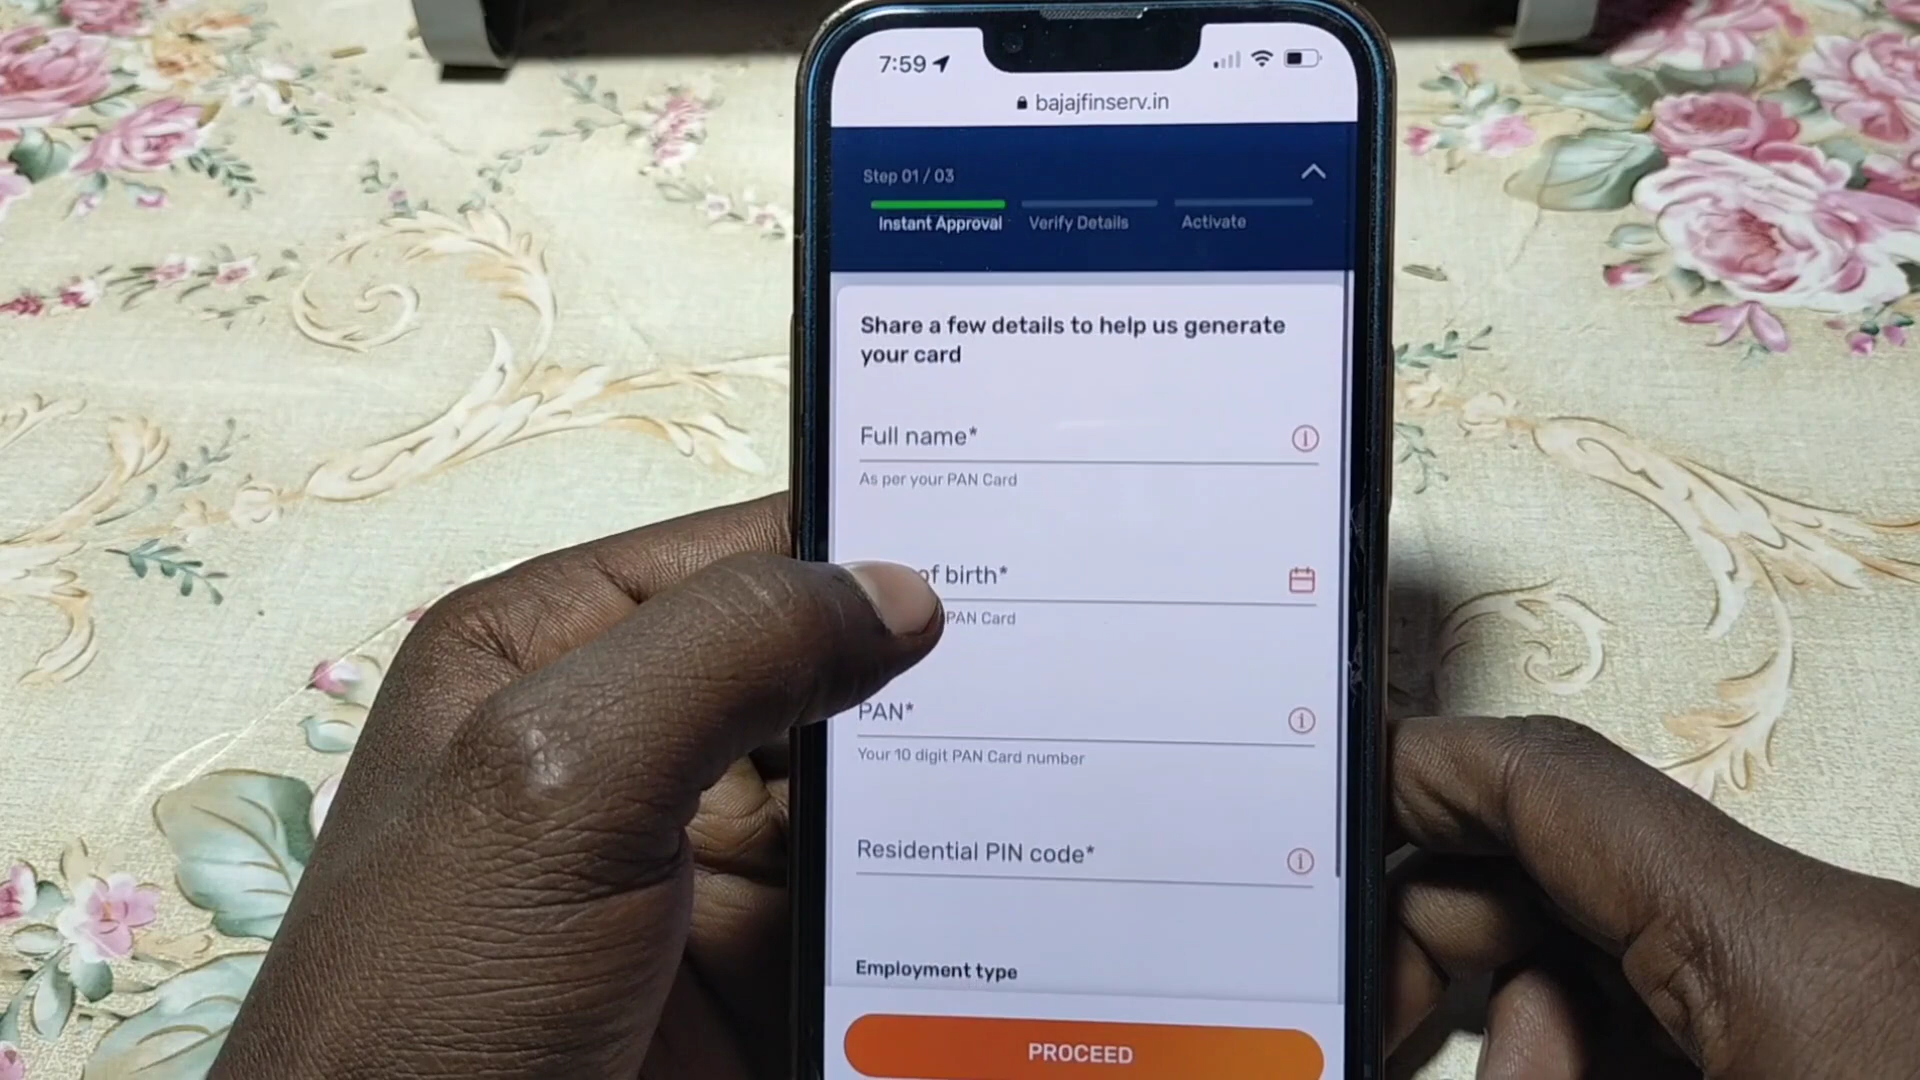 7:59
bajajfinserv.in
Step 01 / 03
Instant Approval
Verify Details
Activate
Share a few details to help us generate
your card
Full name*
As per your PAN Card
of birth*
PAN Card
PAN*
Your 10 digit PAN Card number
Residential PIN code*
Employment type
PROCEED